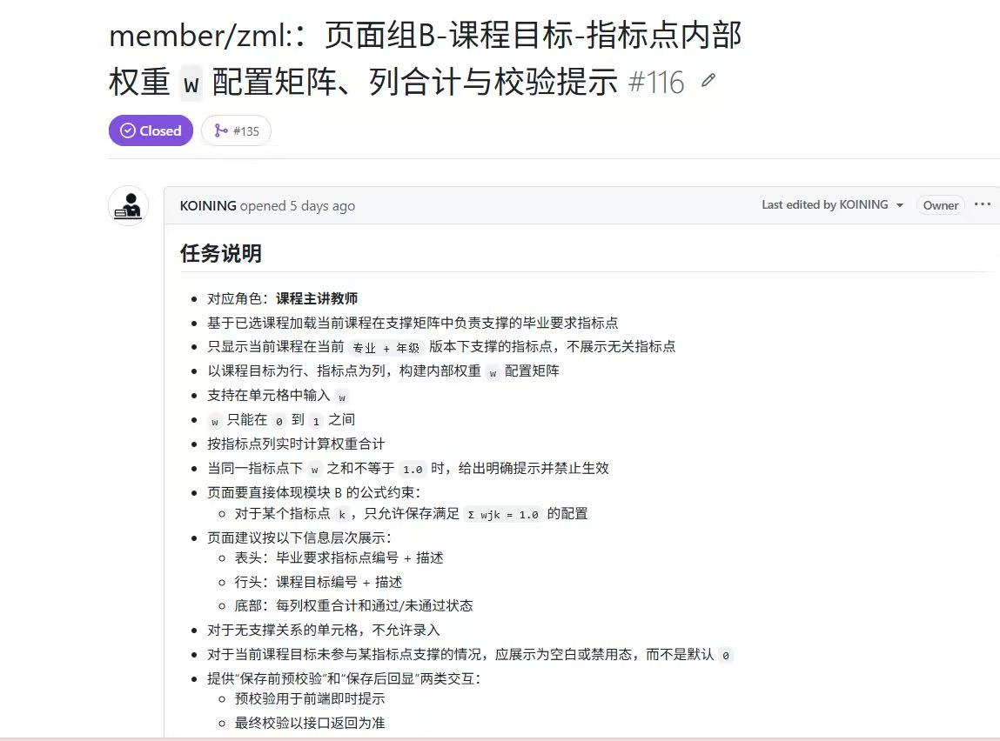 member/zml:：页面组B-课程目标-指标点内部
权重 w 配置矩阵、列合计与校验提示 #116
Closed #135
KOINING opened 5 days ago Last edited by KOINING Owner
任务说明
对应角色：课程主讲教师
基于已选课程加载当前课程在支撑矩阵中负责支撑的毕业要求指标点
只显示当前课程在当前 专业 + 年级 版本下支撑的指标点，不展示无关指标点
以课程目标为行、指标点为列，构建内部权重 w 配置矩阵
支持在单元格中输入 w
w 只能在 0 到 1 之间
按指标点列实时计算权重合计
当同一指标点下 w 之和不等于 1.0 时，给出明确提示并禁止生效
页面要直接体现模块 B 的公式约束：
对于某个指标点 k，只允许保存满足 Σ wjk = 1.0 的配置
页面建议按以下信息层次展示：
表头：毕业要求指标点编号 + 描述
行头：课程目标编号 + 描述
底部：每列权重合计和通过/未通过状态
对于无支撑关系的单元格，不允许录入
对于当前课程目标未参与某指标点支撑的情况，应展示为空白或禁用态，而不是默认 0
提供“保存前预校验”和“保存后回显”两类交互：
预校验用于前端即时提示
最终校验以接口返回为准